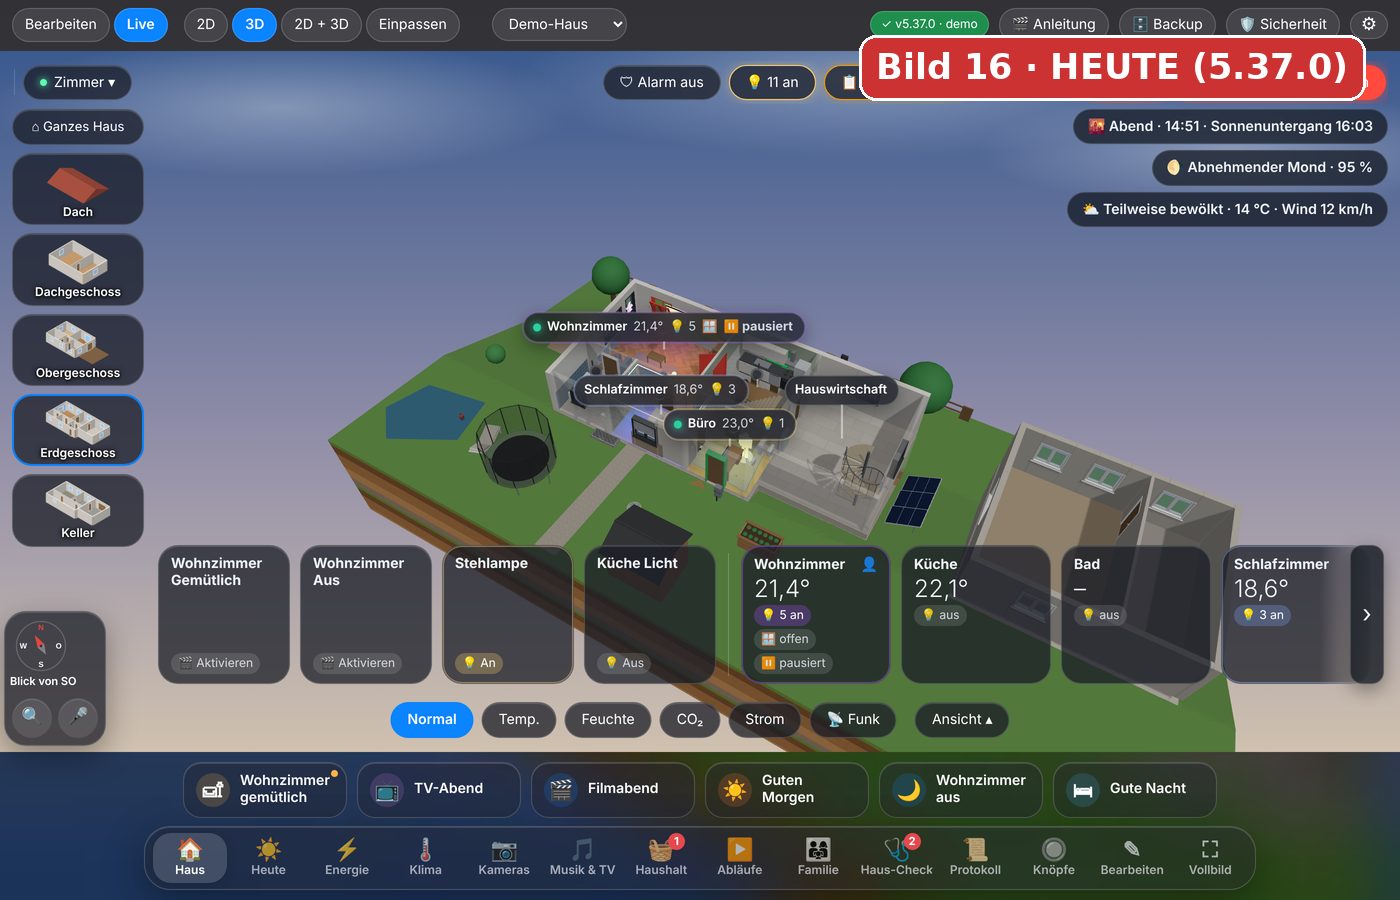 Bearbeiten Live 2D 3D 2D + 3D Einpassen Demo-Haus ✓ v5.37.0 · demo Anleitung Backup Sicherheit
Bild 16 · HEUTE (5.37.0)
Zimmer ▾ Alarm aus 11 an
Ganzes Haus
Abend · 14:51 · Sonnenuntergang 16:03
Abnehmender Mond · 95 %
Teilweise bewölkt · 14 °C · Wind 12 km/h
Dach
Dachgeschoss
Obergeschoss
Erdgeschoss
Keller
Wohnzimmer 21,4° 5 pausiert
Schlafzimmer 18,6° 3
Hauswirtschaft
Büro 23,0° 1
Wohnzimmer Gemütlich
Aktivieren
Wohnzimmer Aus
Aktivieren
Stehlampe
An
Küche Licht
Aus
Wohnzimmer
21,4°
5 an
offen
pausiert
Küche
22,1°
aus
Bad
–
aus
Schlafzimmer
18,6°
3 an
›
N
W O
S
Blick von SO
Normal Temp. Feuchte CO₂ Strom Funk Ansicht ▴
Wohnzimmer gemütlich
TV-Abend
Filmabend
Guten Morgen
Wohnzimmer aus
Gute Nacht
1 2
Haus Heute Energie Klima Kameras Musik & TV Haushalt Abläufe Familie Haus-Check Protokoll Knöpfe Bearbeiten Vollbild